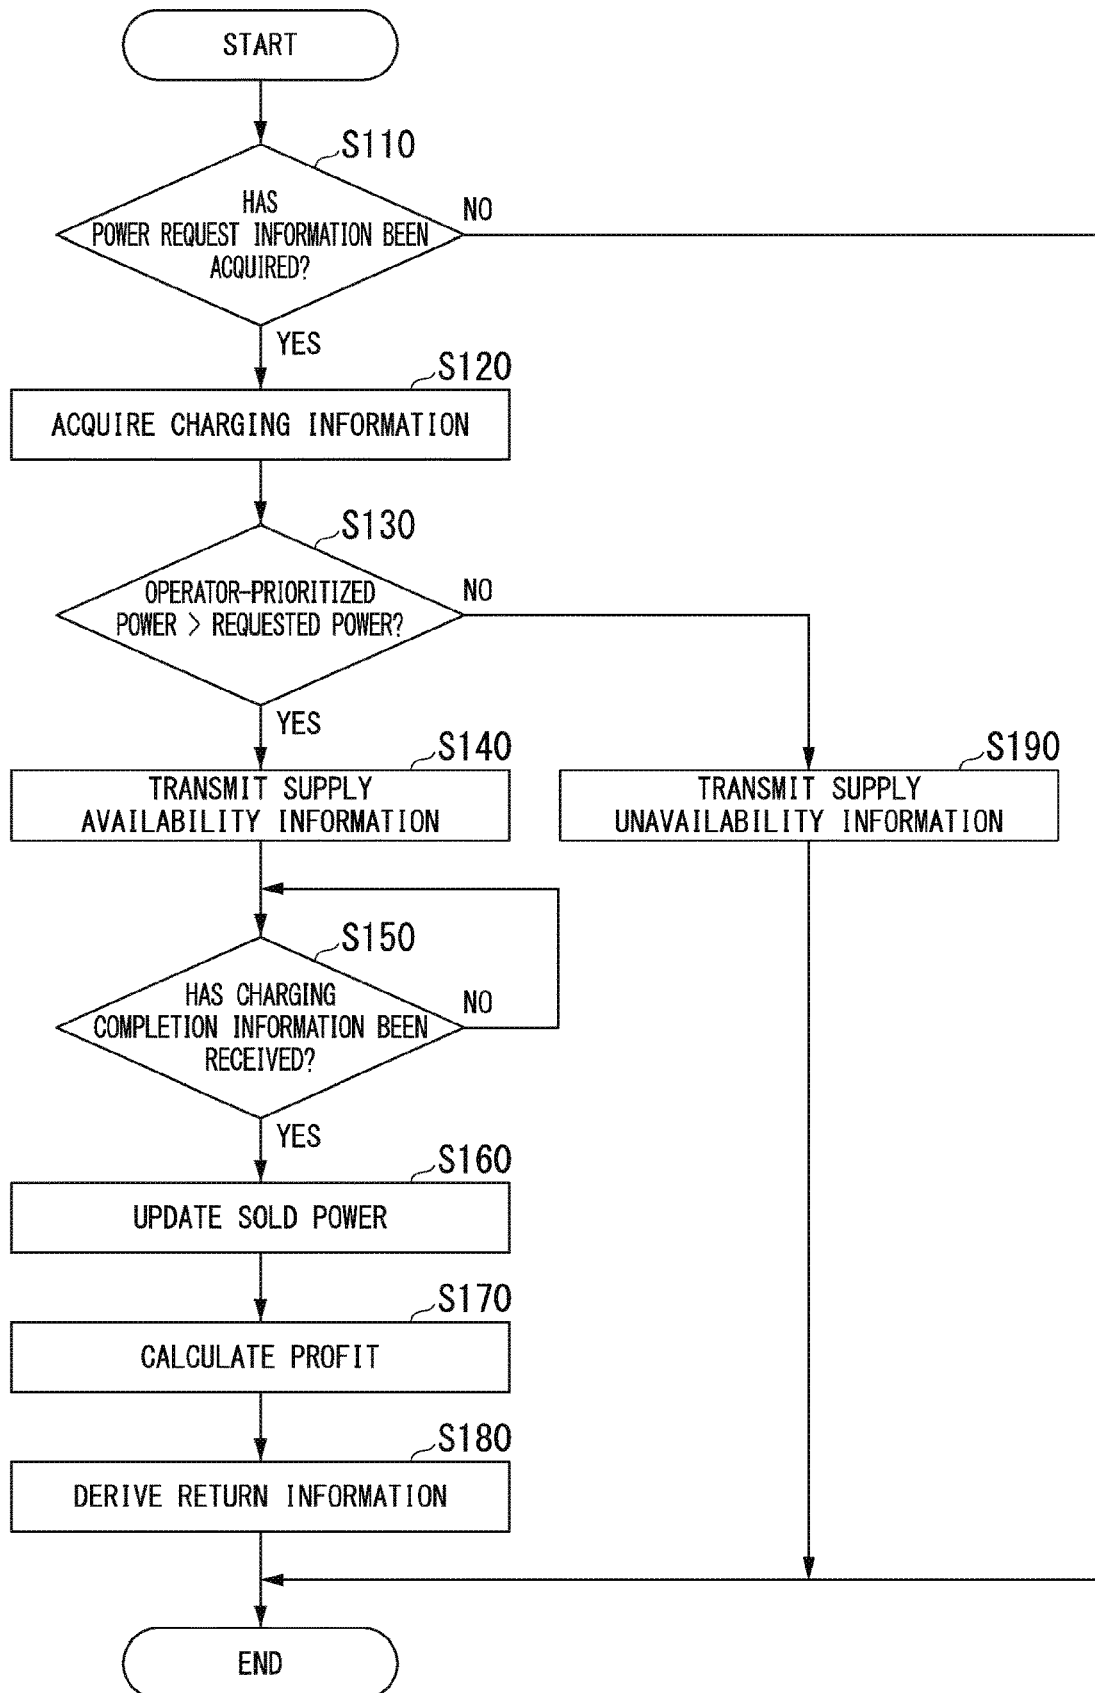 START
S110
HAS
POWER REQUEST INFORMATION BEEN
ACQUIRED?
NO
YES
S120
ACQUIRE CHARGING INFORMATION
S130
OPERATOR-PRIORITIZED
POWER > REQUESTED POWER?
NO
YES
S140
TRANSMIT SUPPLY
AVAILABILITY INFORMATION
S190
TRANSMIT SUPPLY
UNAVAILABILITY INFORMATION
S150
HAS CHARGING
COMPLETION INFORMATION BEEN
RECEIVED?
NO
YES
S160
UPDATE SOLD POWER
S170
CALCULATE PROFIT
S180
DERIVE RETURN INFORMATION
END